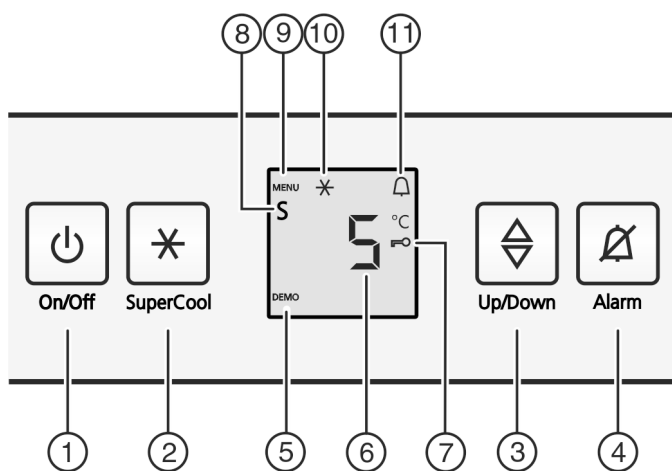 8 9 10 11
MENU
S
5 °C
DEMO
On/Off SuperCool Up/Down Alarm
1 2 5 6 7 3 4